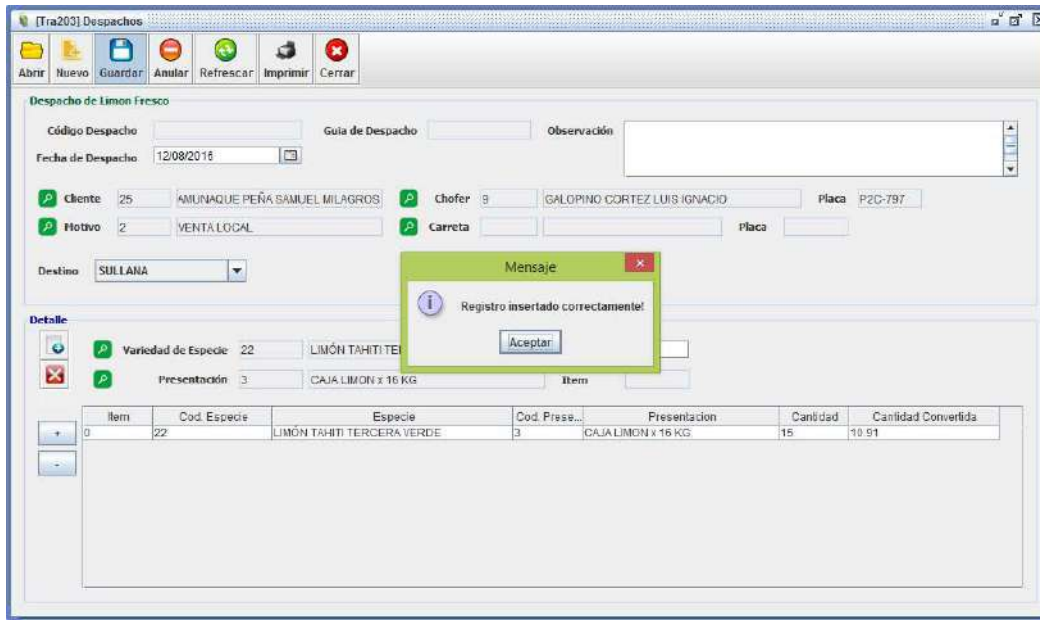 [Tra203] Despachos
Abrir Nuevo Guardar Anular Refrescar Imprimir Cerrar
Despacho de Limon Fresco
Código Despacho Guia de Despacho Observación
Fecha de Despacho 12/08/2016
Cliente 25 AMUNAQUE PEÑA SAMUEL MILAGROS Chofer 9 GALOPINO CORTEZ LUIS IGNACIO Placa P2C-797
Motivo 2 VENTA LOCAL Carreta Placa
Destino SULLANA
Mensaje
Registro insertado correctamente!
Aceptar
Detalle
Variedad de Especie 22 LIMÓN TAHITI TE
Presentación 3 CAJA LIMON x 16 KG Item
Item Cod. Especie Especie Cod. Prese... Presentacion Cantidad Cantidad Convertida
0 22 LIMÓN TAHITI TERCERA VERDE 3 CAJA LIMON x 16 KG 15 10.91
+
-